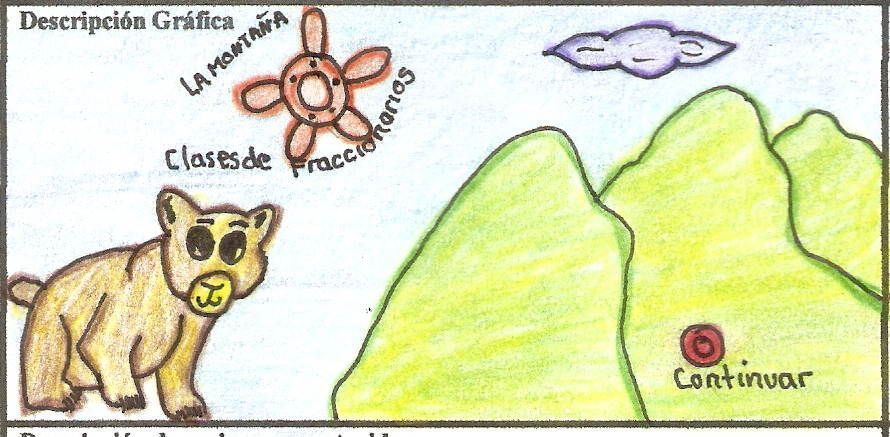 Descripción Gráfica
LA MONTAÑA
Clases de Fraccionarios
Continuar